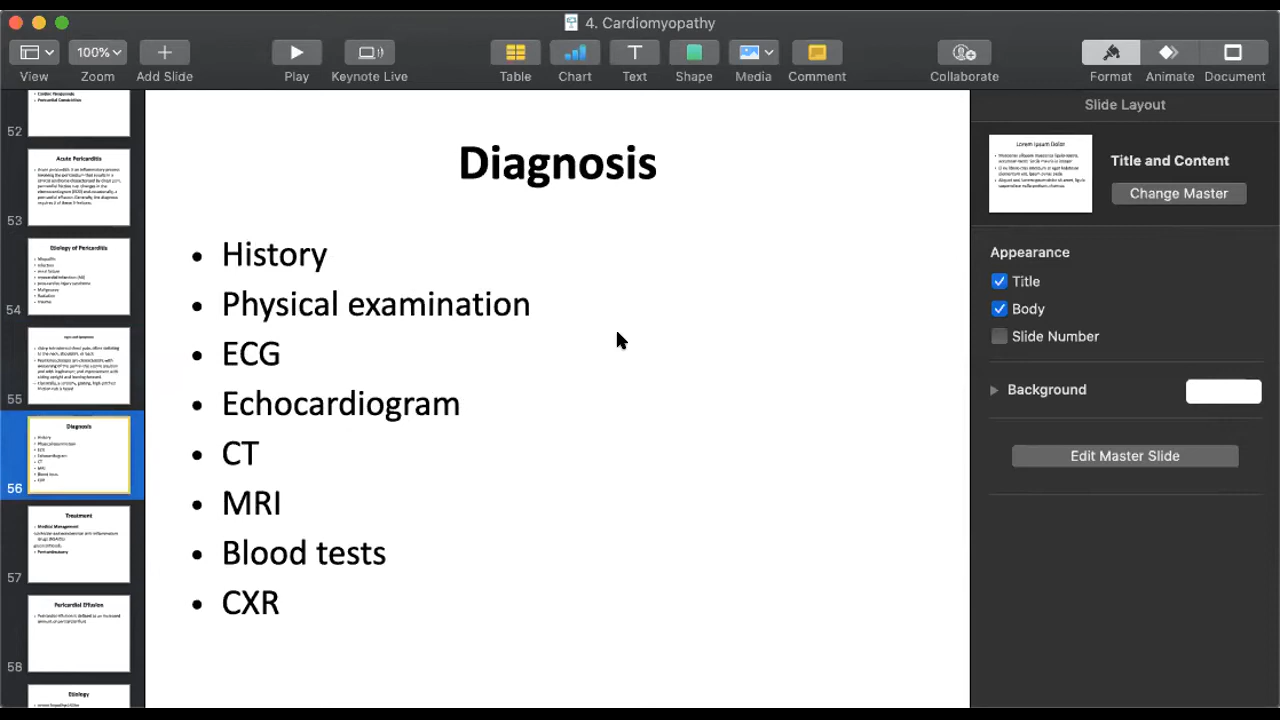 4. Cardiomyopathy
100%
View
Zoom
Add Slide
Play
Keynote Live
Table
Chart
Text
Shape
Media
Comment
Collaborate
Format
Animate
Document
52
Acute Pericarditis
53
Etiology of Pericarditis
54
55
Diagnosis
56
Treatment
57
Pericardial Effusion
58
Etiology
Diagnosis
• History
• Physical examination
• ECG
• Echocardiogram
• CT
• MRI
• Blood tests
• CXR
Slide Layout
Lorem Ipsum Dolor
Title and Content
Change Master
Appearance
Title
Body
Slide Number
Background
Edit Master Slide